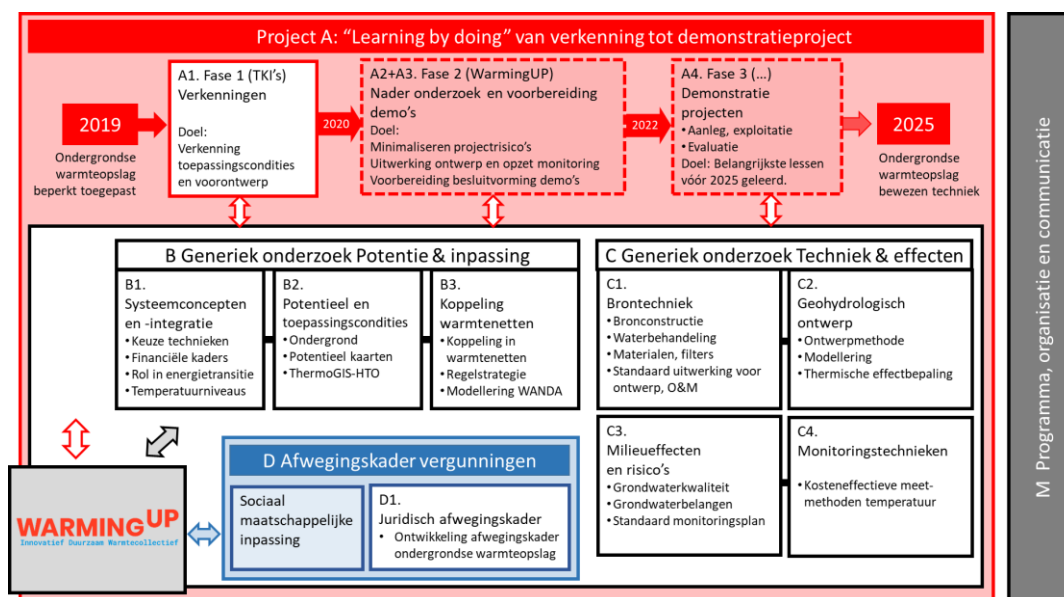 Project A: “Learning by doing” van verkenning tot demonstratieproject
2019
Ondergrondse
warmteopslag
beperkt toegepast
A1. Fase 1 (TKI’s)
Verkenningen
Doel:
Verkenning
toepassingscondities
en voorontwerp
2020
A2+A3. Fase 2 (WarmingUP)
Nader onderzoek en voorbereiding
demo’s
Doel:
Minimaliseren projectrisico’s
Uitwerking ontwerp en opzet monitoring
Voorbereiding besluitvorming demo’s
2022
A4. Fase 3 (...)
Demonstratie
projecten
• Aanleg, exploitatie
• Evaluatie
Doel: Belangrijkste lessen
vóór 2025 geleerd.
2025
Ondergrondse
warmteopslag
bewezen techniek
B Generiek onderzoek Potentie & inpassing
B1.
Systeemconcepten
en -integratie
• Keuze technieken
• Financiële kaders
• Rol in energietransitie
• Temperatuurniveaus
B2.
Potentieel en
toepassingscondities
• Ondergrond
• Potentieel kaarten
• ThermoGIS-HTO
B3.
Koppeling
warmtenetten
• Koppeling in
warmtenetten
• Regelstrategie
• Modellering WANDA
C Generiek onderzoek Techniek & effecten
C1.
Brontechniek
• Bronconstructie
• Waterbehandeling
• Materialen, filters
• Standaard uitwerking voor
ontwerp, O&M
C2.
Geohydrologisch
ontwerp
• Ontwerpmethode
• Modellering
• Thermische effectbepaling
C3.
Milieueffecten
en risico’s
• Grondwaterkwaliteit
• Grondwaterbelangen
• Standaard monitoringsplan
C4.
Monitoringstechnieken
• Kosteneffectieve meet-
methoden temperatuur
D Afwegingskader vergunningen
Sociaal
maatschappelijke
inpassing
D1.
Juridisch afwegingskader
• Ontwikkeling afwegingskader
ondergrondse warmteopslag
WARMINGUP
Innovatief Duurzaam Warmtecollectief
M Programma, organisatie en communicatie